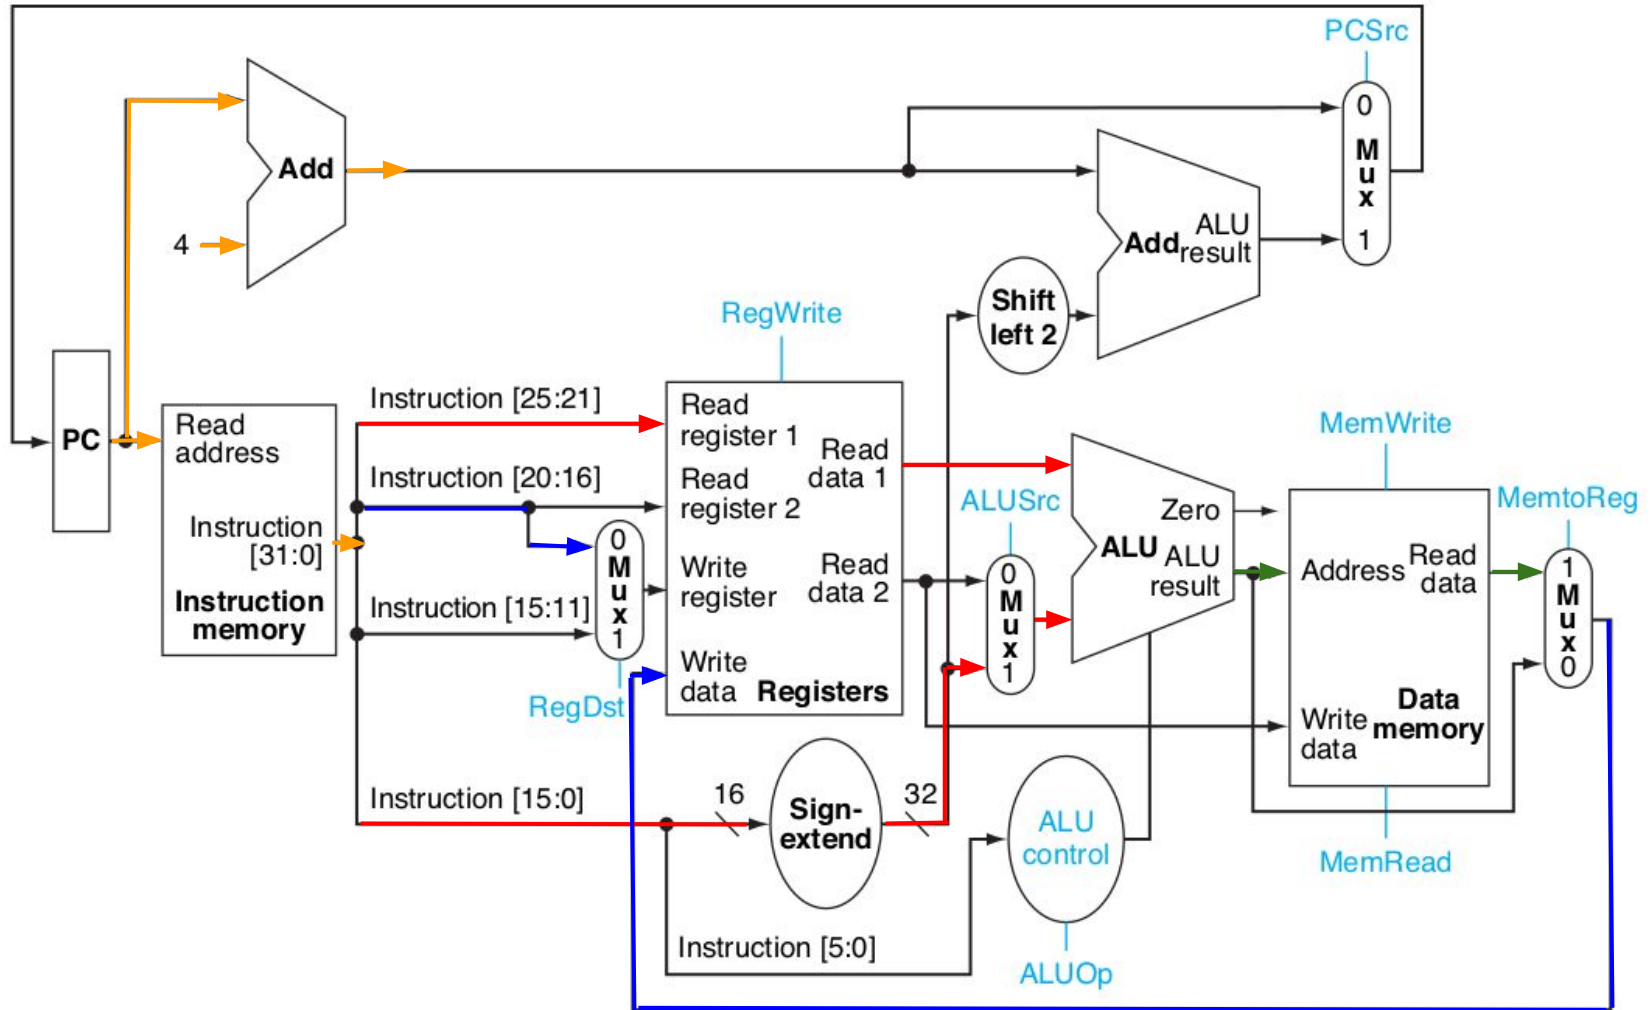 PCSrc
0
M
u
x
1
Add
4
ALU
Add result
Shift
left 2
RegWrite
PC
Read
address
Instruction
[31:0]
Instruction
memory
Instruction [25:21]
Instruction [20:16]
Instruction [15:11]
Instruction [15:0]
0
M
u
x
1
RegDst
Read
register 1
Read
data 1
Read
register 2
Write
register
Read
data 2
Write
data
Registers
16
Sign-
extend
32
Instruction [5:0]
ALUSrc
0
M
u
x
1
Zero
ALU
ALU
result
ALU
control
ALUOp
MemWrite
Address
Read
data
Write
data
Data
memory
MemRead
MemtoReg
1
M
u
x
0